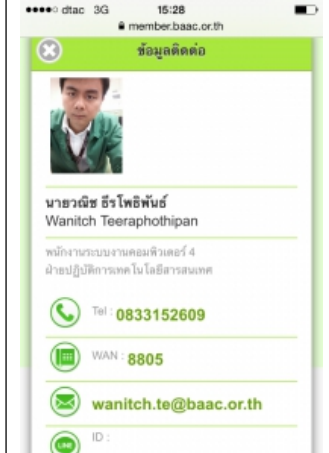 dtac 3G 15:28
member.baac.or.th
ข้อมูลติดต่อ
นายวณิช ธีรโพธิพันธ์
Wanitch Teeraphothipan
พนักงานระบบงานคอมพิวเตอร์ 4
ฝ่ายปฏิบัติการเทคโนโลยีสารสนเทศ
Tel : 0833152609
WAN : 8805
wanitch.te@baac.or.th
LINE ID :